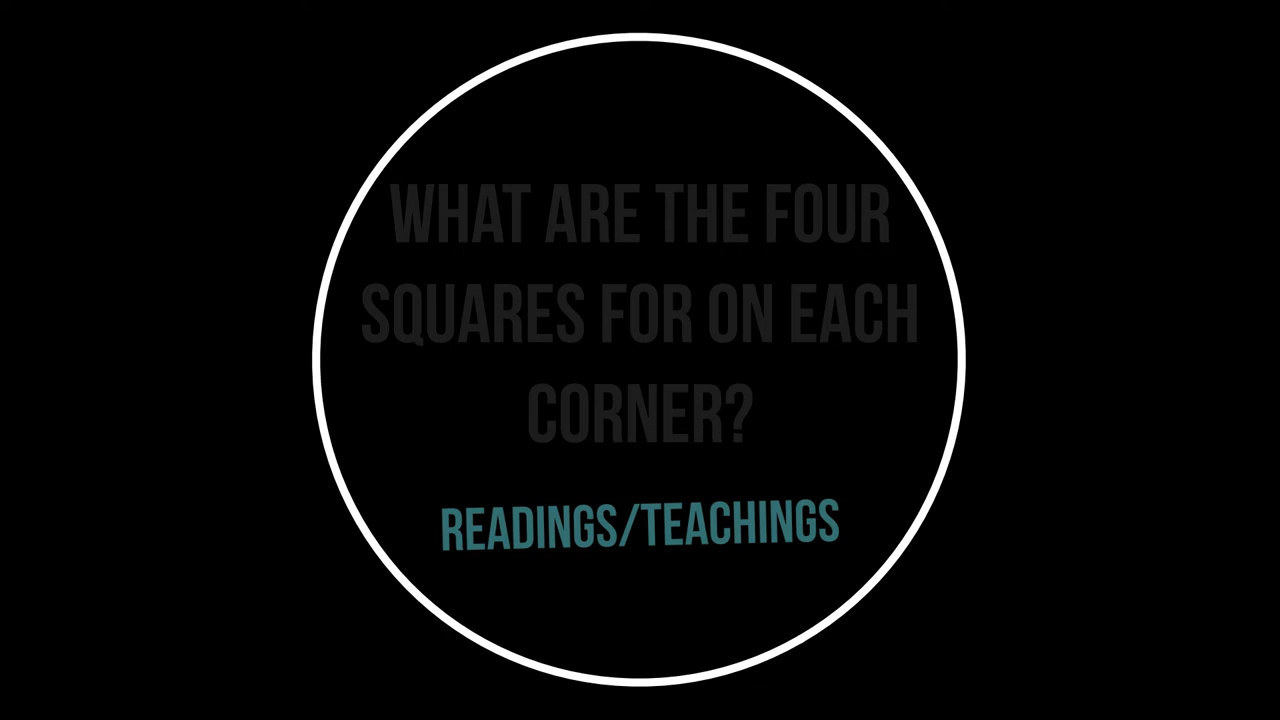 WHAT ARE THE FOUR
SQUARES FOR ON EACH
CORNER?
READINGS/TEACHINGS